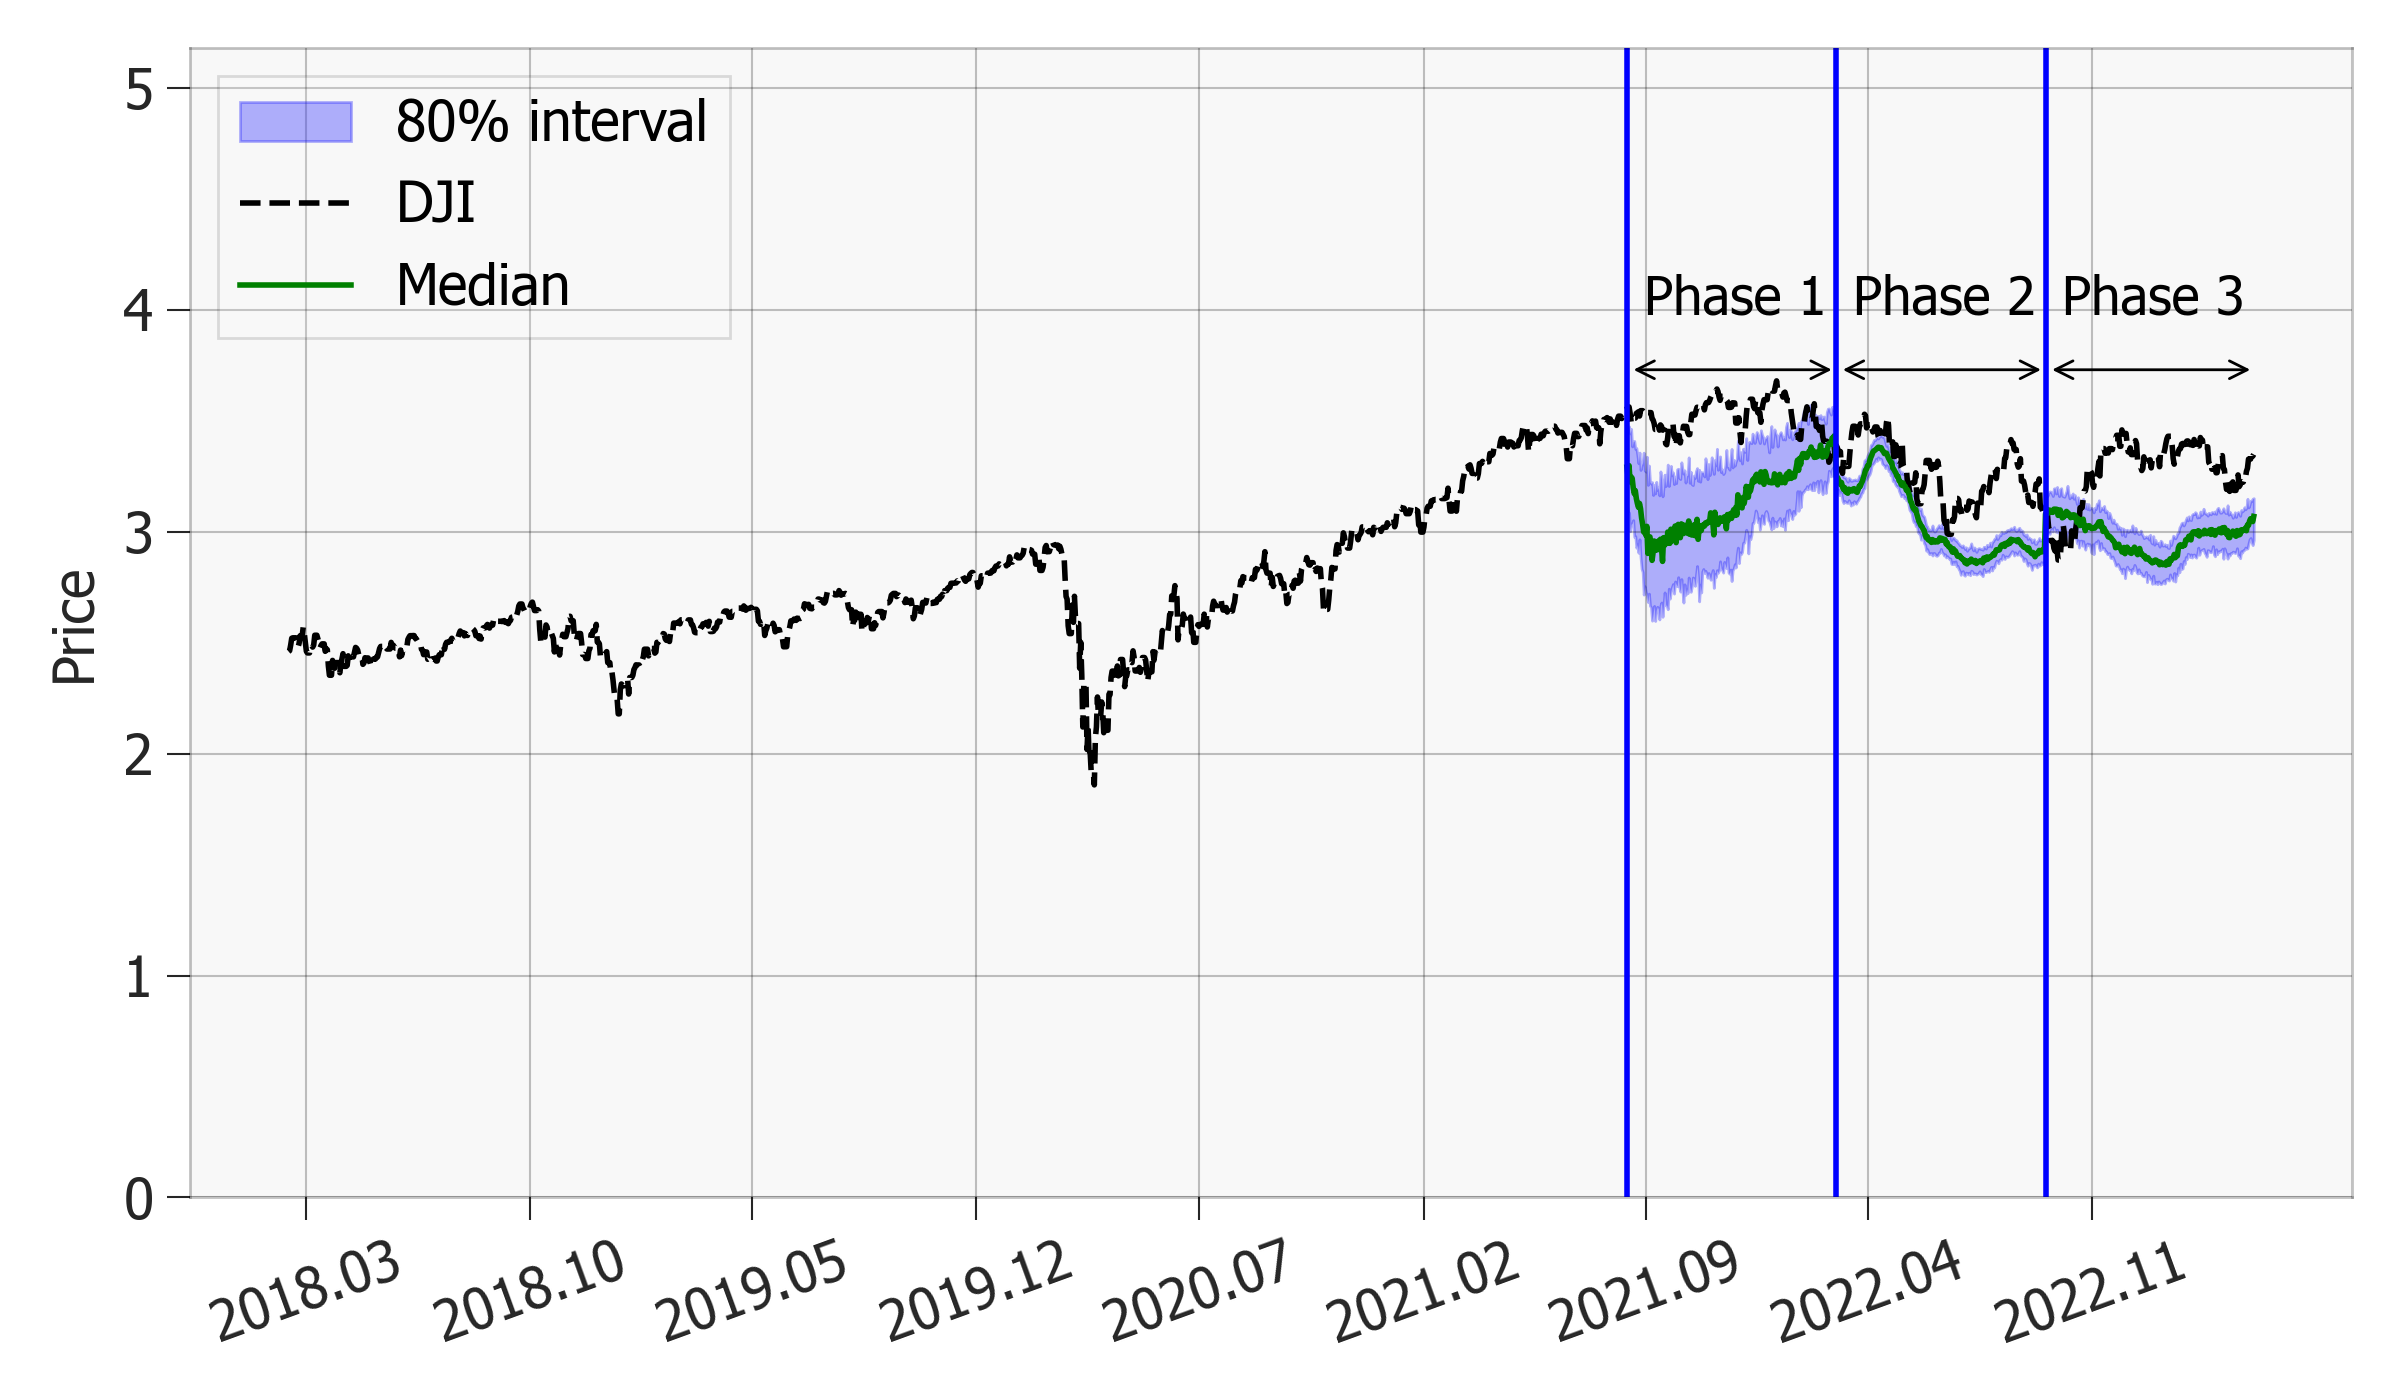 80% interval
DJI
Median
Phase 1
Phase 2
Phase 3
Price
5
4
3
2
1
0
2018.03
2018.10
2019.05
2019.12
2020.07
2021.02
2021.09
2022.04
2022.11